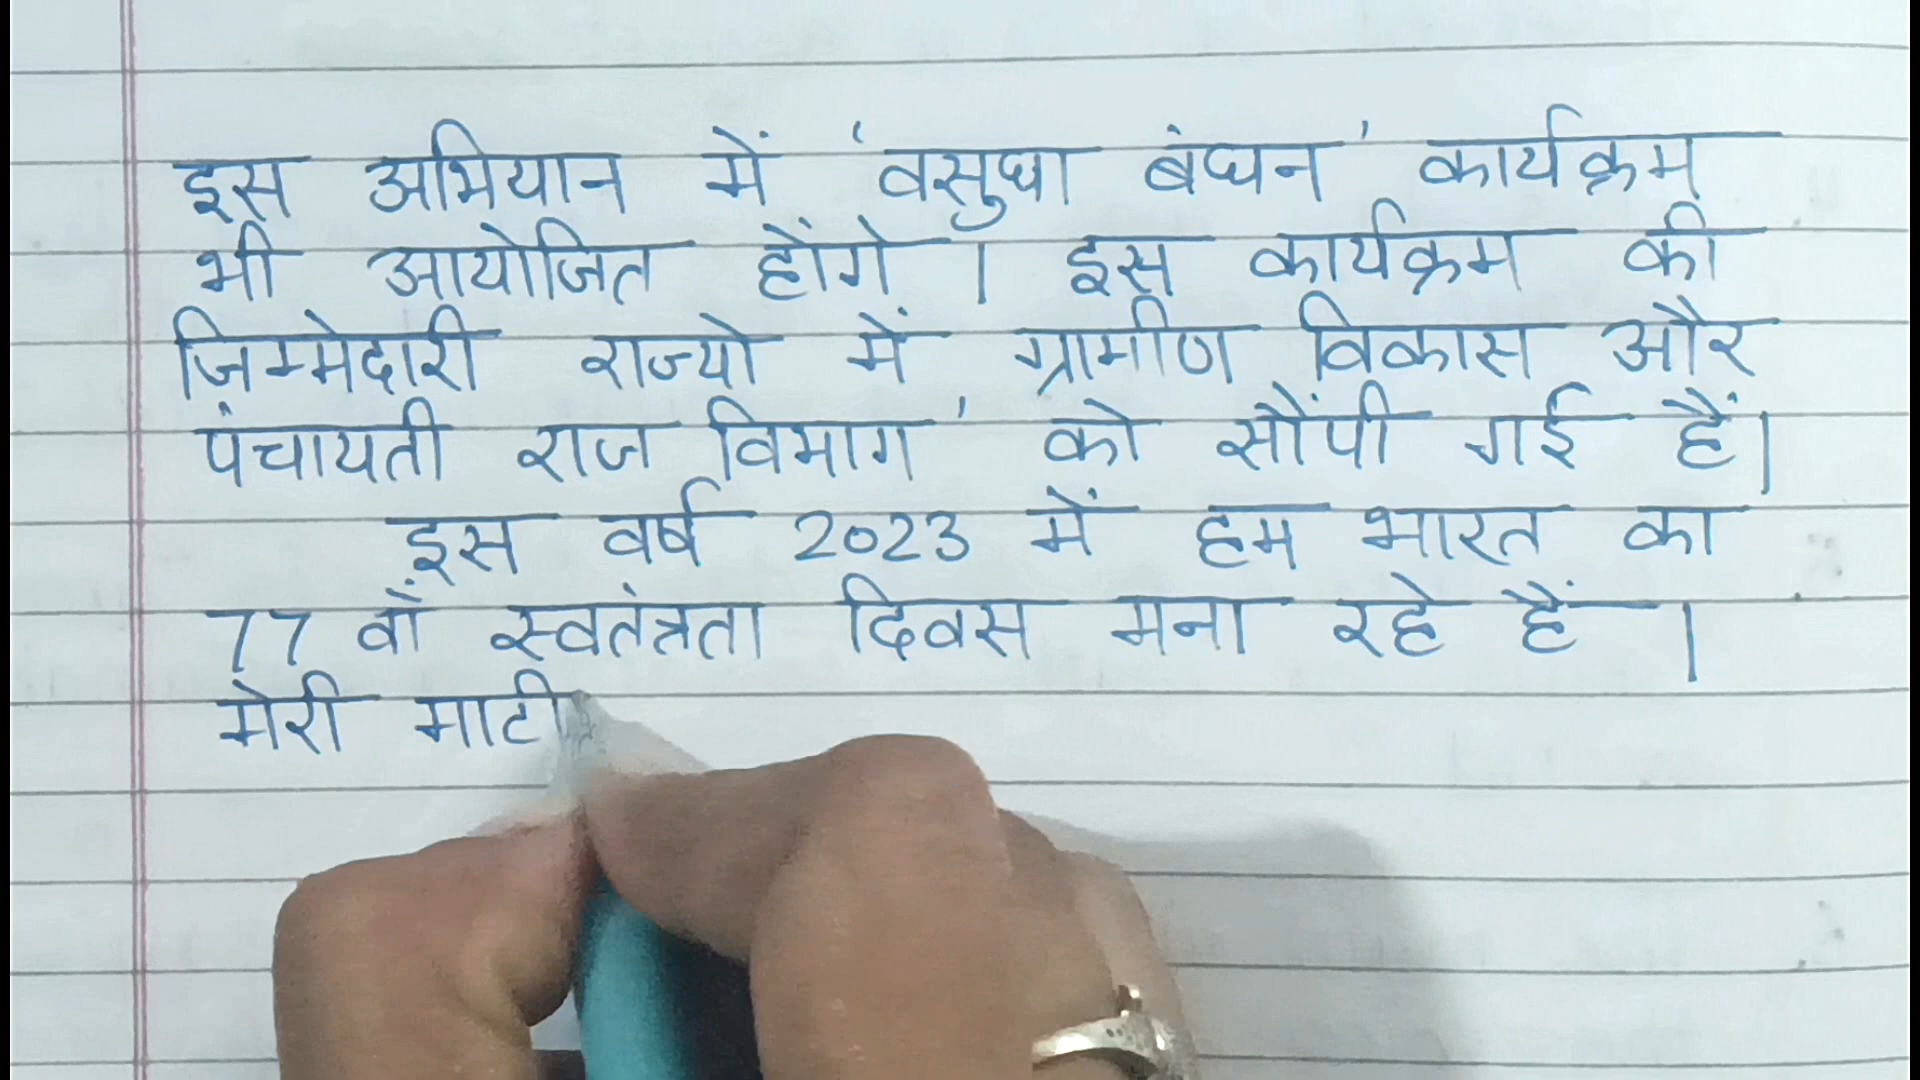 इस अभियान में 'वसुधा बंधन' कार्यक्रम
भी आयोजित होंगे । इस कार्यक्रम की
जिम्मेदारी राज्यो में ग्रामीण विकास और
पंचायती राज विभाग' को सौंपी गई हैं।
इस वर्ष 2023 में हम भारत का
77 वाँ स्वतंत्रता दिवस मना रहे हैं ।
मेरी माटी